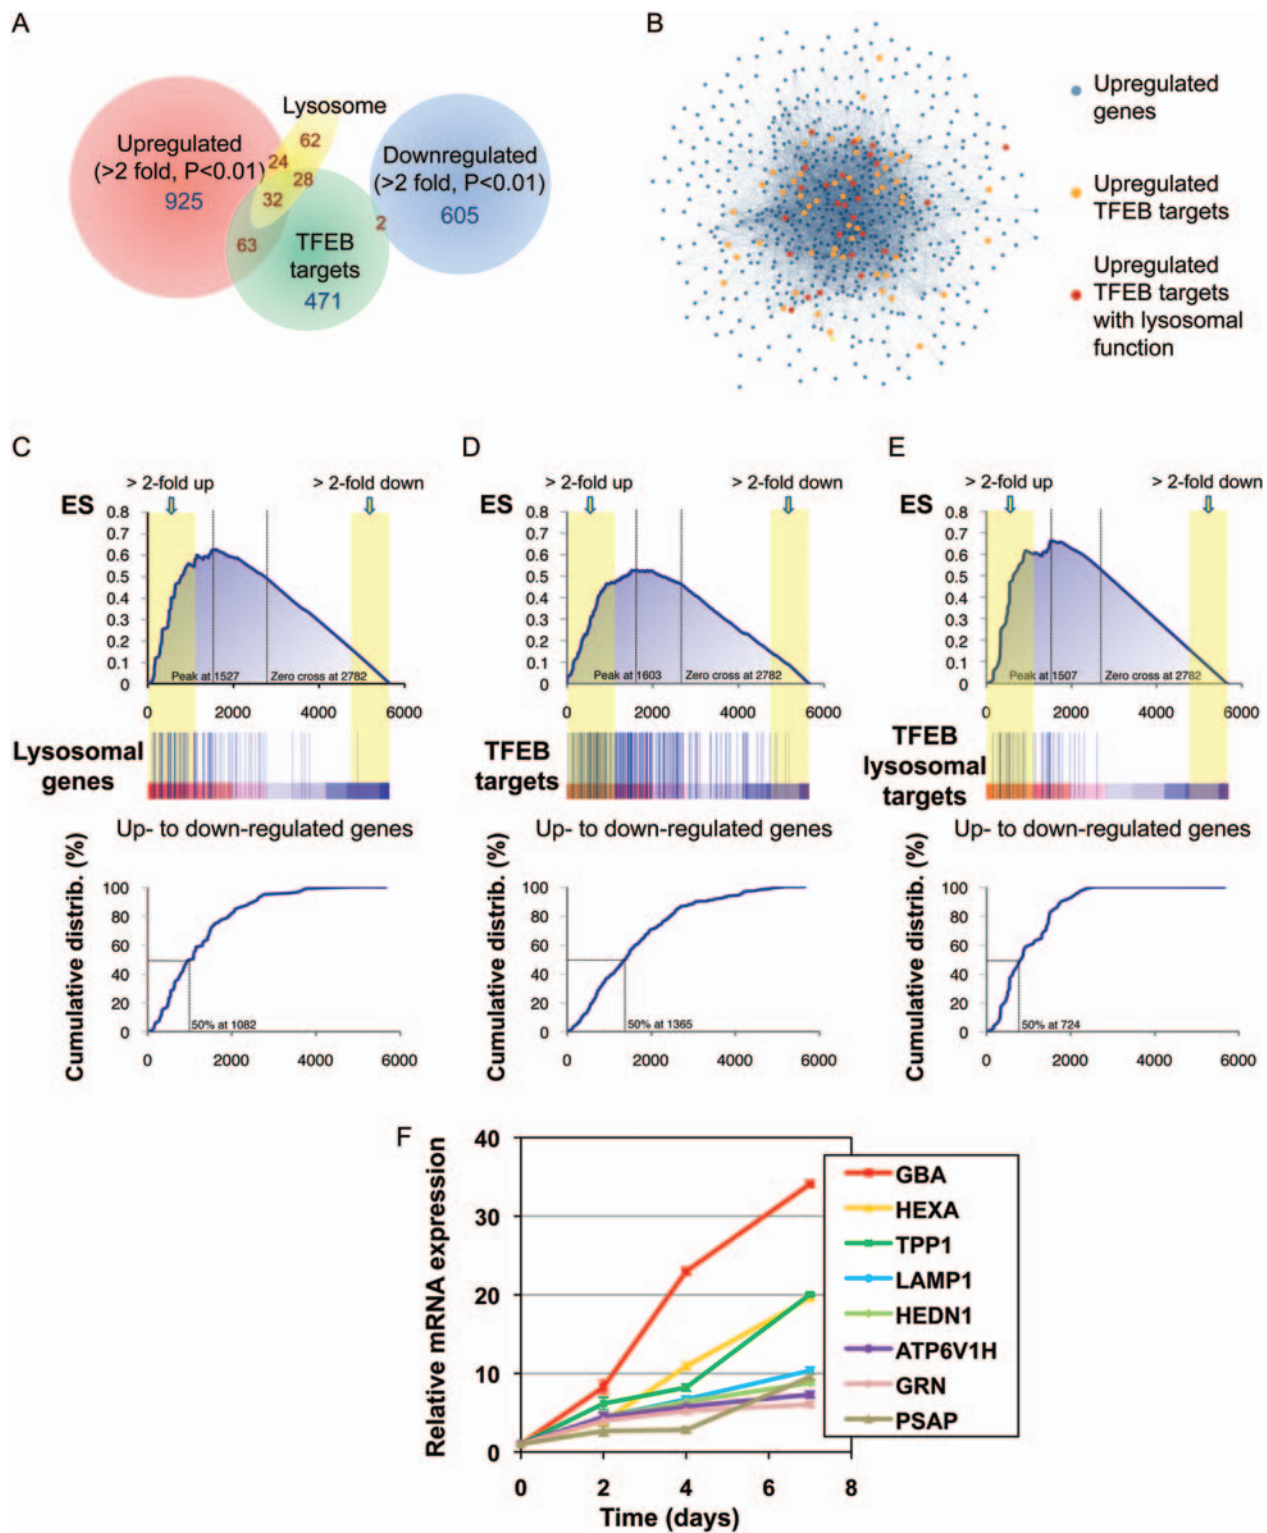 A
Lysosome
62
Upregulated
(>2 fold, P<0.01)
925
24
28
32
63
TFEB
targets
471
2
Downregulated
(>2 fold, P<0.01)
605
B
Upregulated
genes
Upregulated
TFEB targets
Upregulated
TFEB targets
with lysosomal
function
C
> 2-fold up
> 2-fold down
ES
0.8
0.7
0.6
0.5
0.4
0.3
0.2
0.1
0
Peak at 1527
Zero cross at 2782
0 2000 4000 6000
Lysosomal
genes
Up- to down-regulated genes
Cumulative distrib. (%)
100
80
60
40
20
0
50% at 1082
0 2000 4000 6000
D
> 2-fold up
> 2-fold down
ES
0.8
0.7
0.6
0.5
0.4
0.3
0.2
0.1
0
Peak at 1603
Zero cross at 2782
0 2000 4000 6000
TFEB
targets
Up- to down-regulated genes
Cumulative distrib. (%)
100
80
60
40
20
0
50% at 1365
0 2000 4000 6000
E
> 2-fold up
> 2-fold down
ES
0.8
0.7
0.6
0.5
0.4
0.3
0.2
0.1
0
Peak at 1507
Zero cross at 2782
0 2000 4000 6000
TFEB
lysosomal
targets
Up- to down-regulated genes
Cumulative distrib. (%)
100
80
60
40
20
0
50% at 724
0 2000 4000 6000
F
Relative mRNA expression
40
30
20
10
0
0 2 4 6 8
Time (days)
GBA
HEXA
TPP1
LAMP1
HEDN1
ATP6V1H
GRN
PSAP